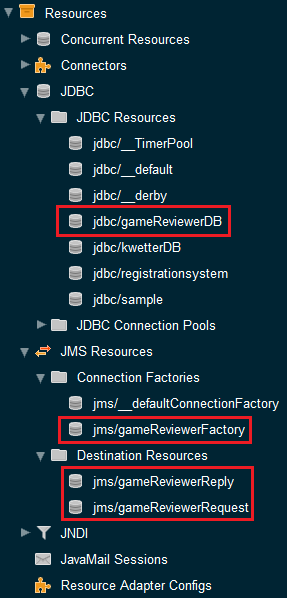 Resources
Concurrent Resources
Connectors
JDBC
JDBC Resources
jdbc/__TimerPool
jdbc/__default
jdbc/__derby
jdbc/gameReviewerDB
jdbc/kwetterDB
jdbc/registrationsystem
jdbc/sample
JDBC Connection Pools
JMS Resources
Connection Factories
jms/__defaultConnectionFactory
jms/gameReviewerFactory
Destination Resources
jms/gameReviewerReply
jms/gameReviewerRequest
JNDI
JavaMail Sessions
Resource Adapter Configs